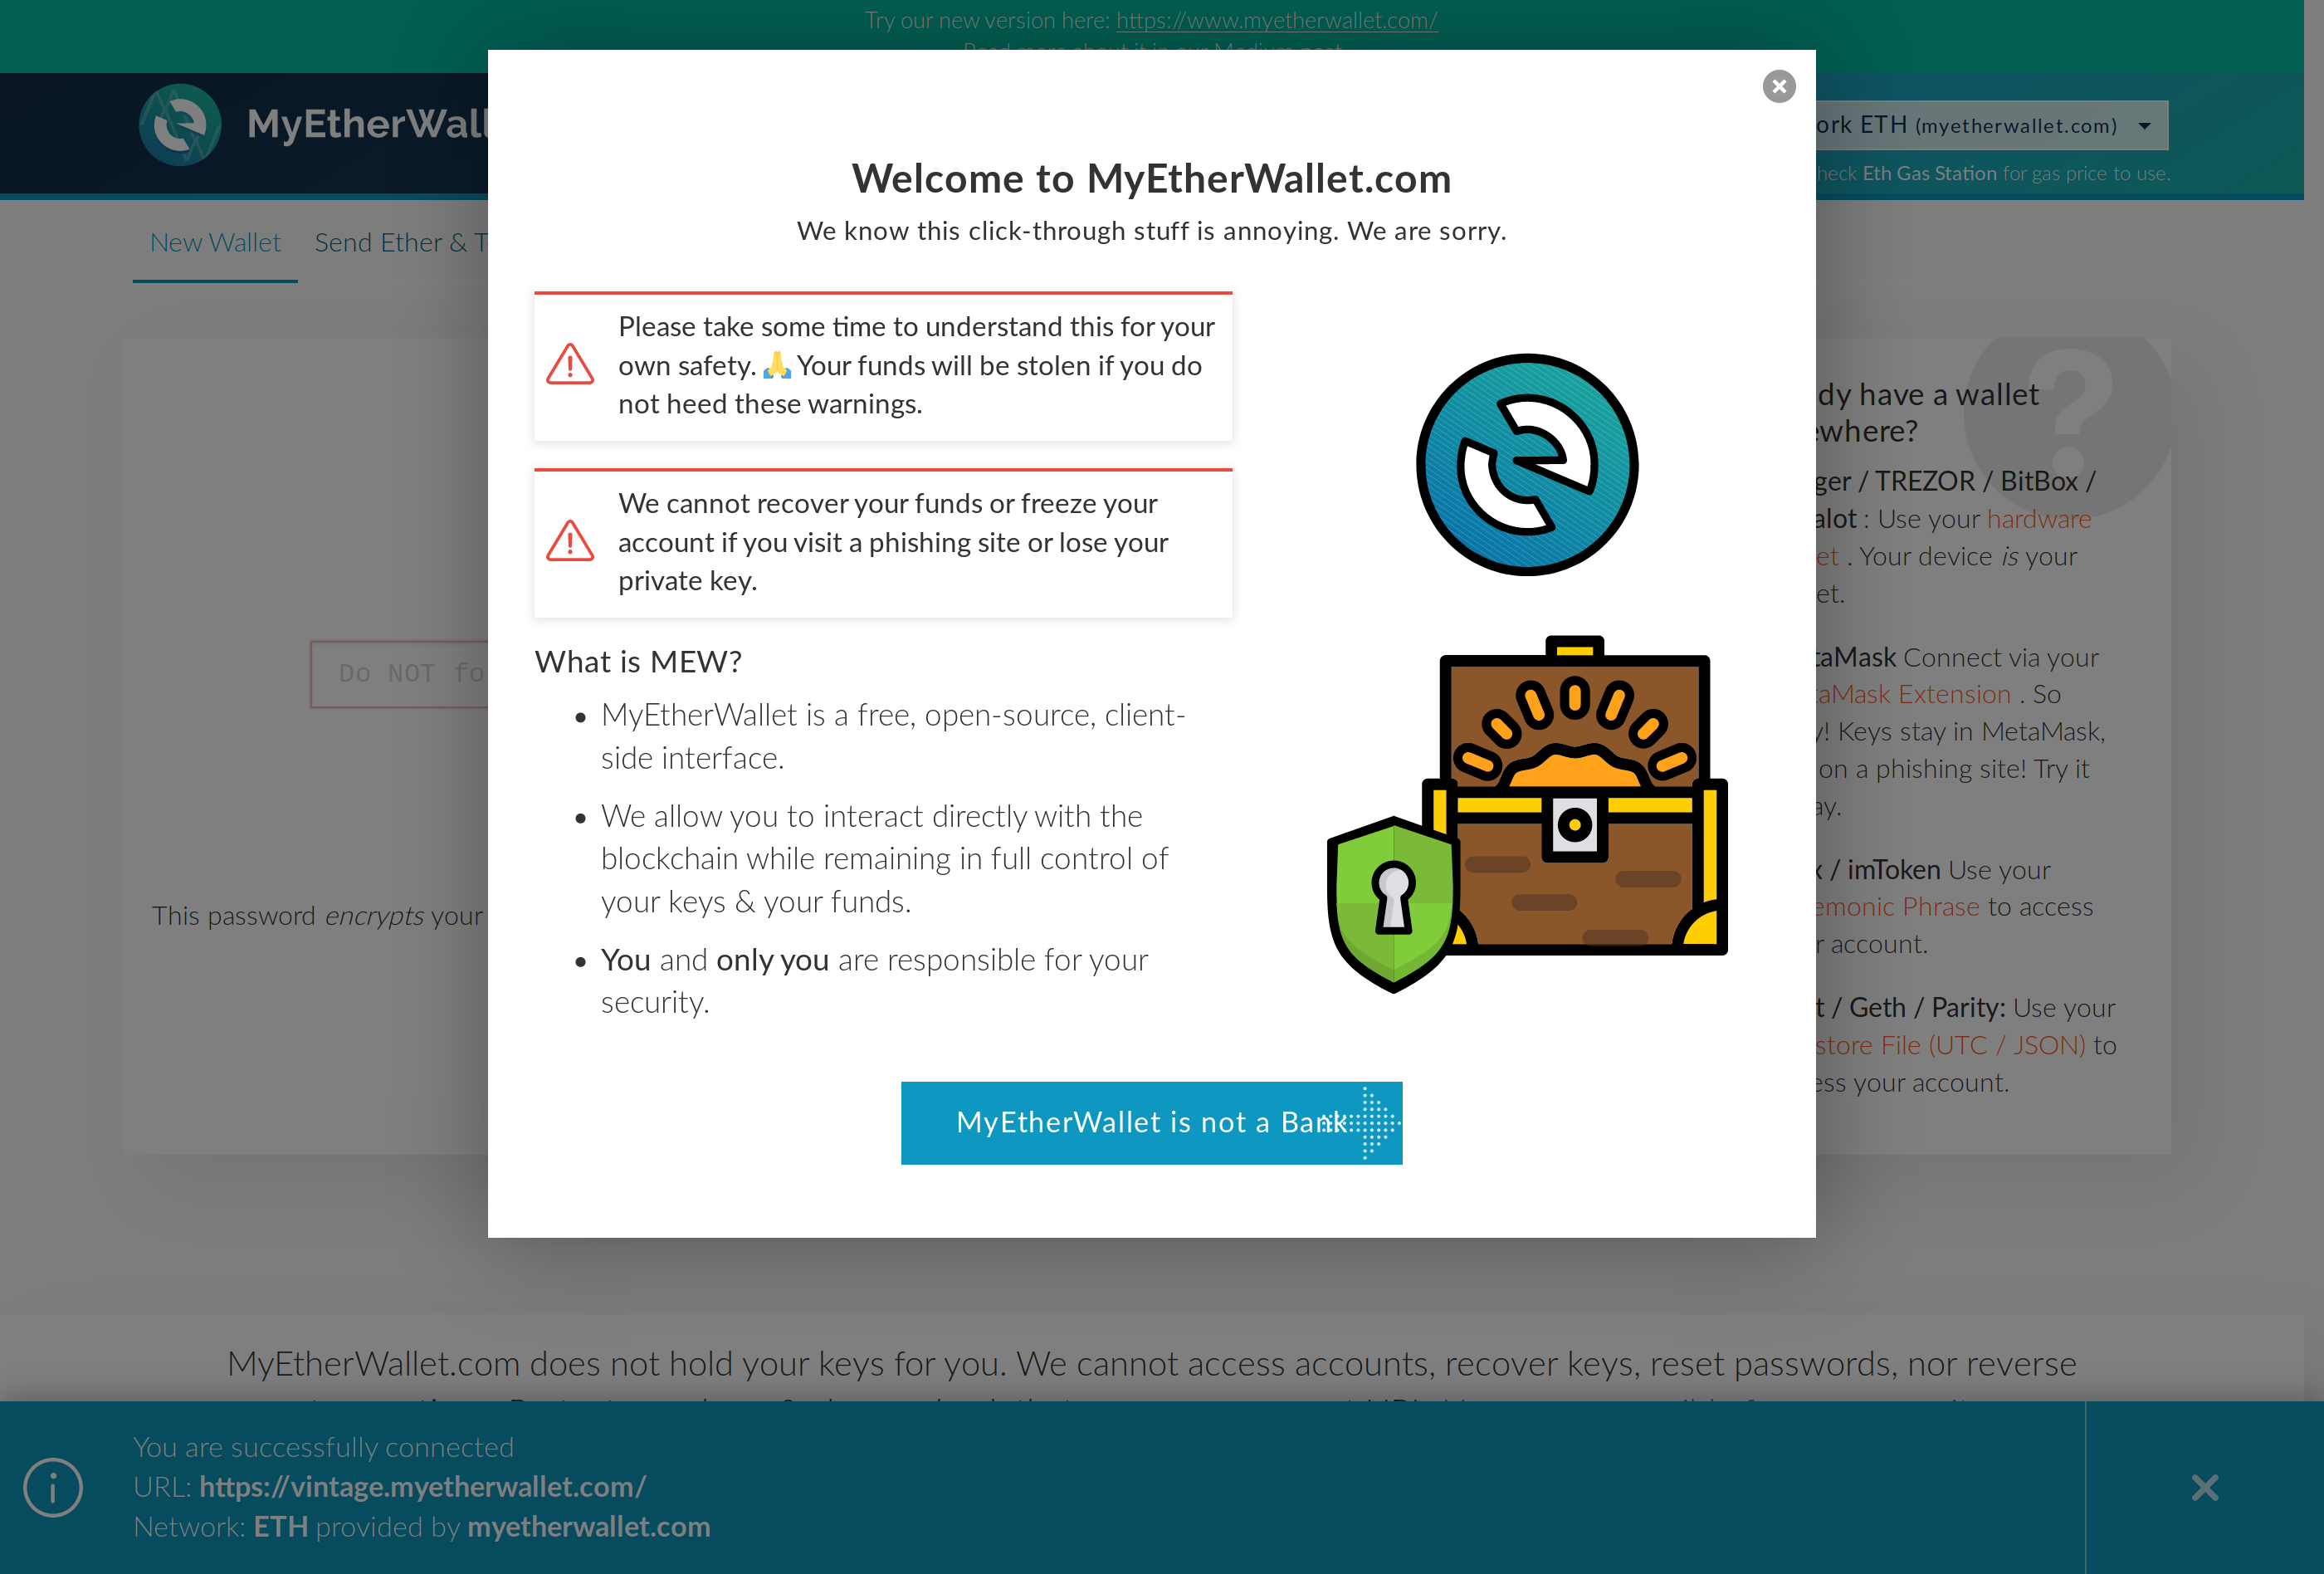 Try our new version here: https://www.myetherwallet.com/
Read more about it in our Medium post
MyEtherWall
ork ETH (myetherwallet.com)
heck Eth Gas Station for gas price to use.
New Wallet
Send Ether & T
Welcome to MyEtherWallet.com
We know this click-through stuff is annoying. We are sorry.
Please take some time to understand this for your
own safety. 🙏 Your funds will be stolen if you do
not heed these warnings.
We cannot recover your funds or freeze your
account if you visit a phishing site or lose your
private key.
What is MEW?
• MyEtherWallet is a free, open-source, client-
side interface.
• We allow you to interact directly with the
blockchain while remaining in full control of
your keys & your funds.
• You and only you are responsible for your
security.
MyEtherWallet is not a Bank
Do NOT fo
This password encrypts your
dy have a wallet
ewhere?
ger / TREZOR / BitBox /
alot : Use your hardware
et . Your device is your
et.
taMask Connect via your
taMask Extension . So
y! Keys stay in MetaMask,
on a phishing site! Try it
ay.
x / imToken Use your
emonic Phrase to access
r account.
t / Geth / Parity: Use your
store File (UTC / JSON) to
ess your account.
MyEtherWallet.com does not hold your keys for you. We cannot access accounts, recover keys, reset passwords, nor reverse
You are successfully connected
URL: https://vintage.myetherwallet.com/
Network: ETH provided by myetherwallet.com